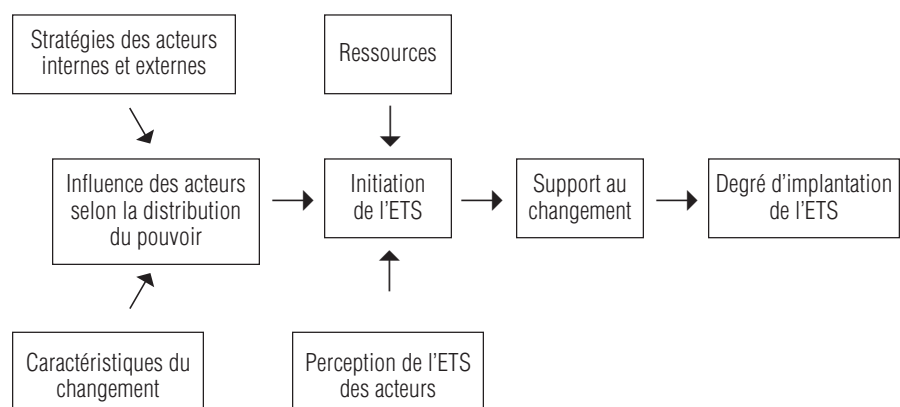 Stratégies des acteurs
internes et externes
Ressources
Influence des acteurs
selon la distribution
du pouvoir
Initiation
de l'ETS
Support au
changement
Degré d'implantation
de l'ETS
Caractéristiques du
changement
Perception de l'ETS
des acteurs